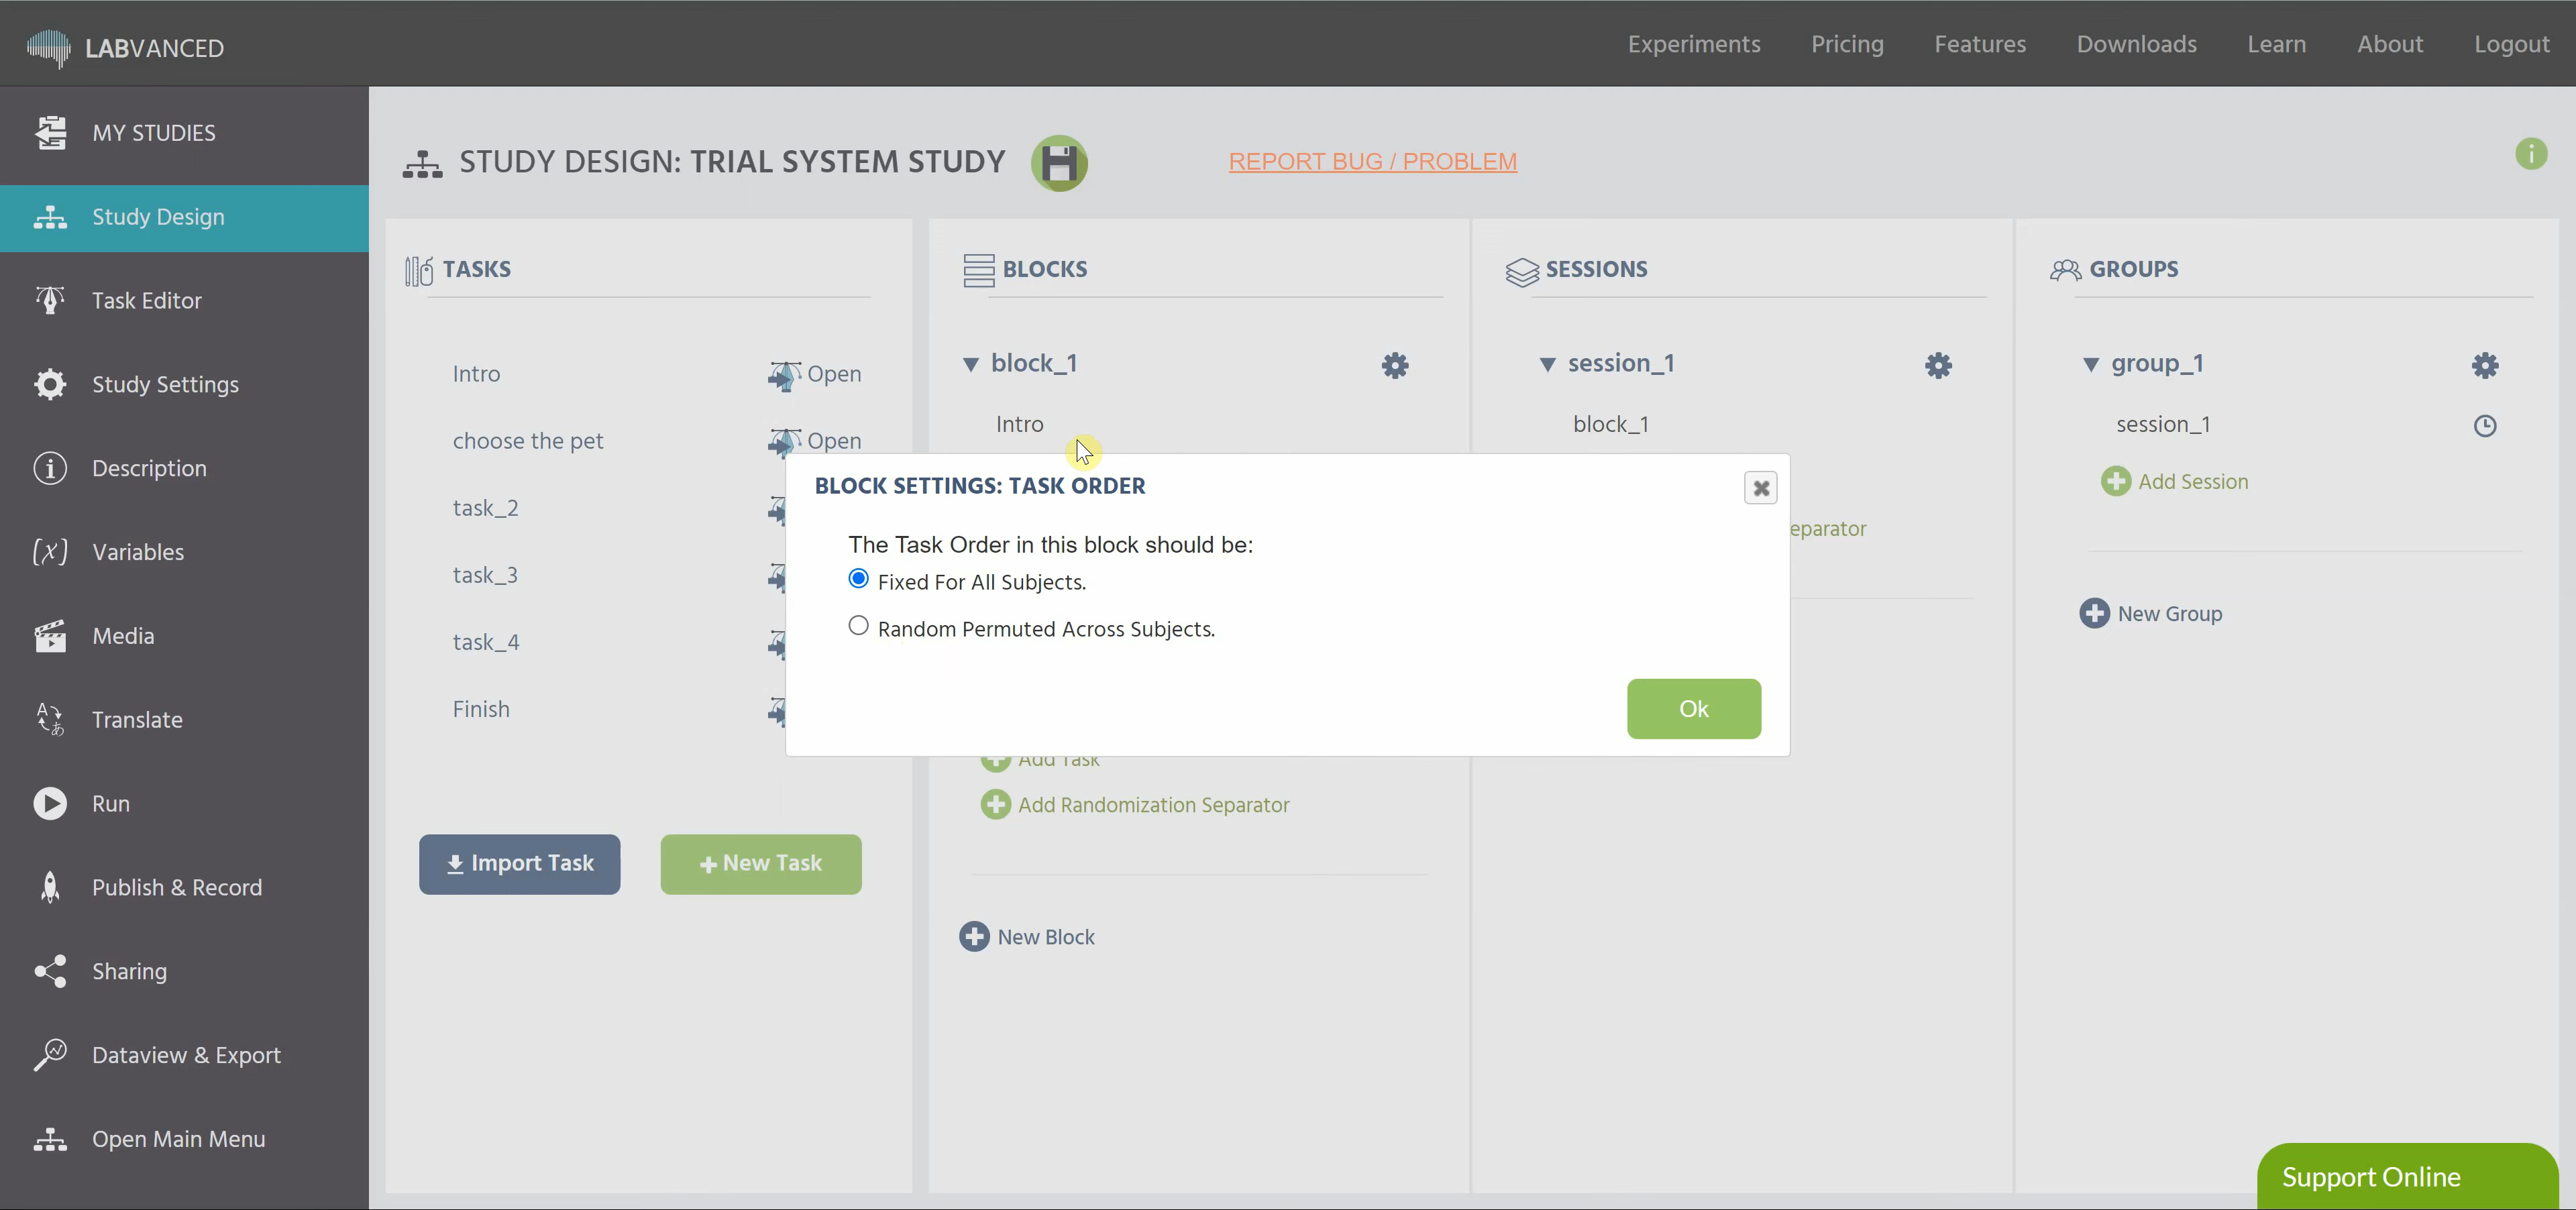 LABVANCED
Experiments
Pricing
Features
Downloads
Learn
About
Logout
MY STUDIES
Study Design
Task Editor
Study Settings
Description
Variables
Media
Translate
Run
Publish & Record
Sharing
Dataview & Export
Open Main Menu
STUDY DESIGN: TRIAL SYSTEM STUDY
REPORT BUG / PROBLEM
TASKS
Intro
Open
choose the pet
Open
task_2
task_3
task_4
Finish
Import Task
New Task
BLOCKS
block_1
Intro
BLOCK SETTINGS: TASK ORDER
The Task Order in this block should be:
Fixed For All Subjects.
Random Permuted Across Subjects.
Ok
Add Task
Add Randomization Separator
New Block
SESSIONS
session_1
block_1
eparator
GROUPS
group_1
session_1
Add Session
New Group
Support Online